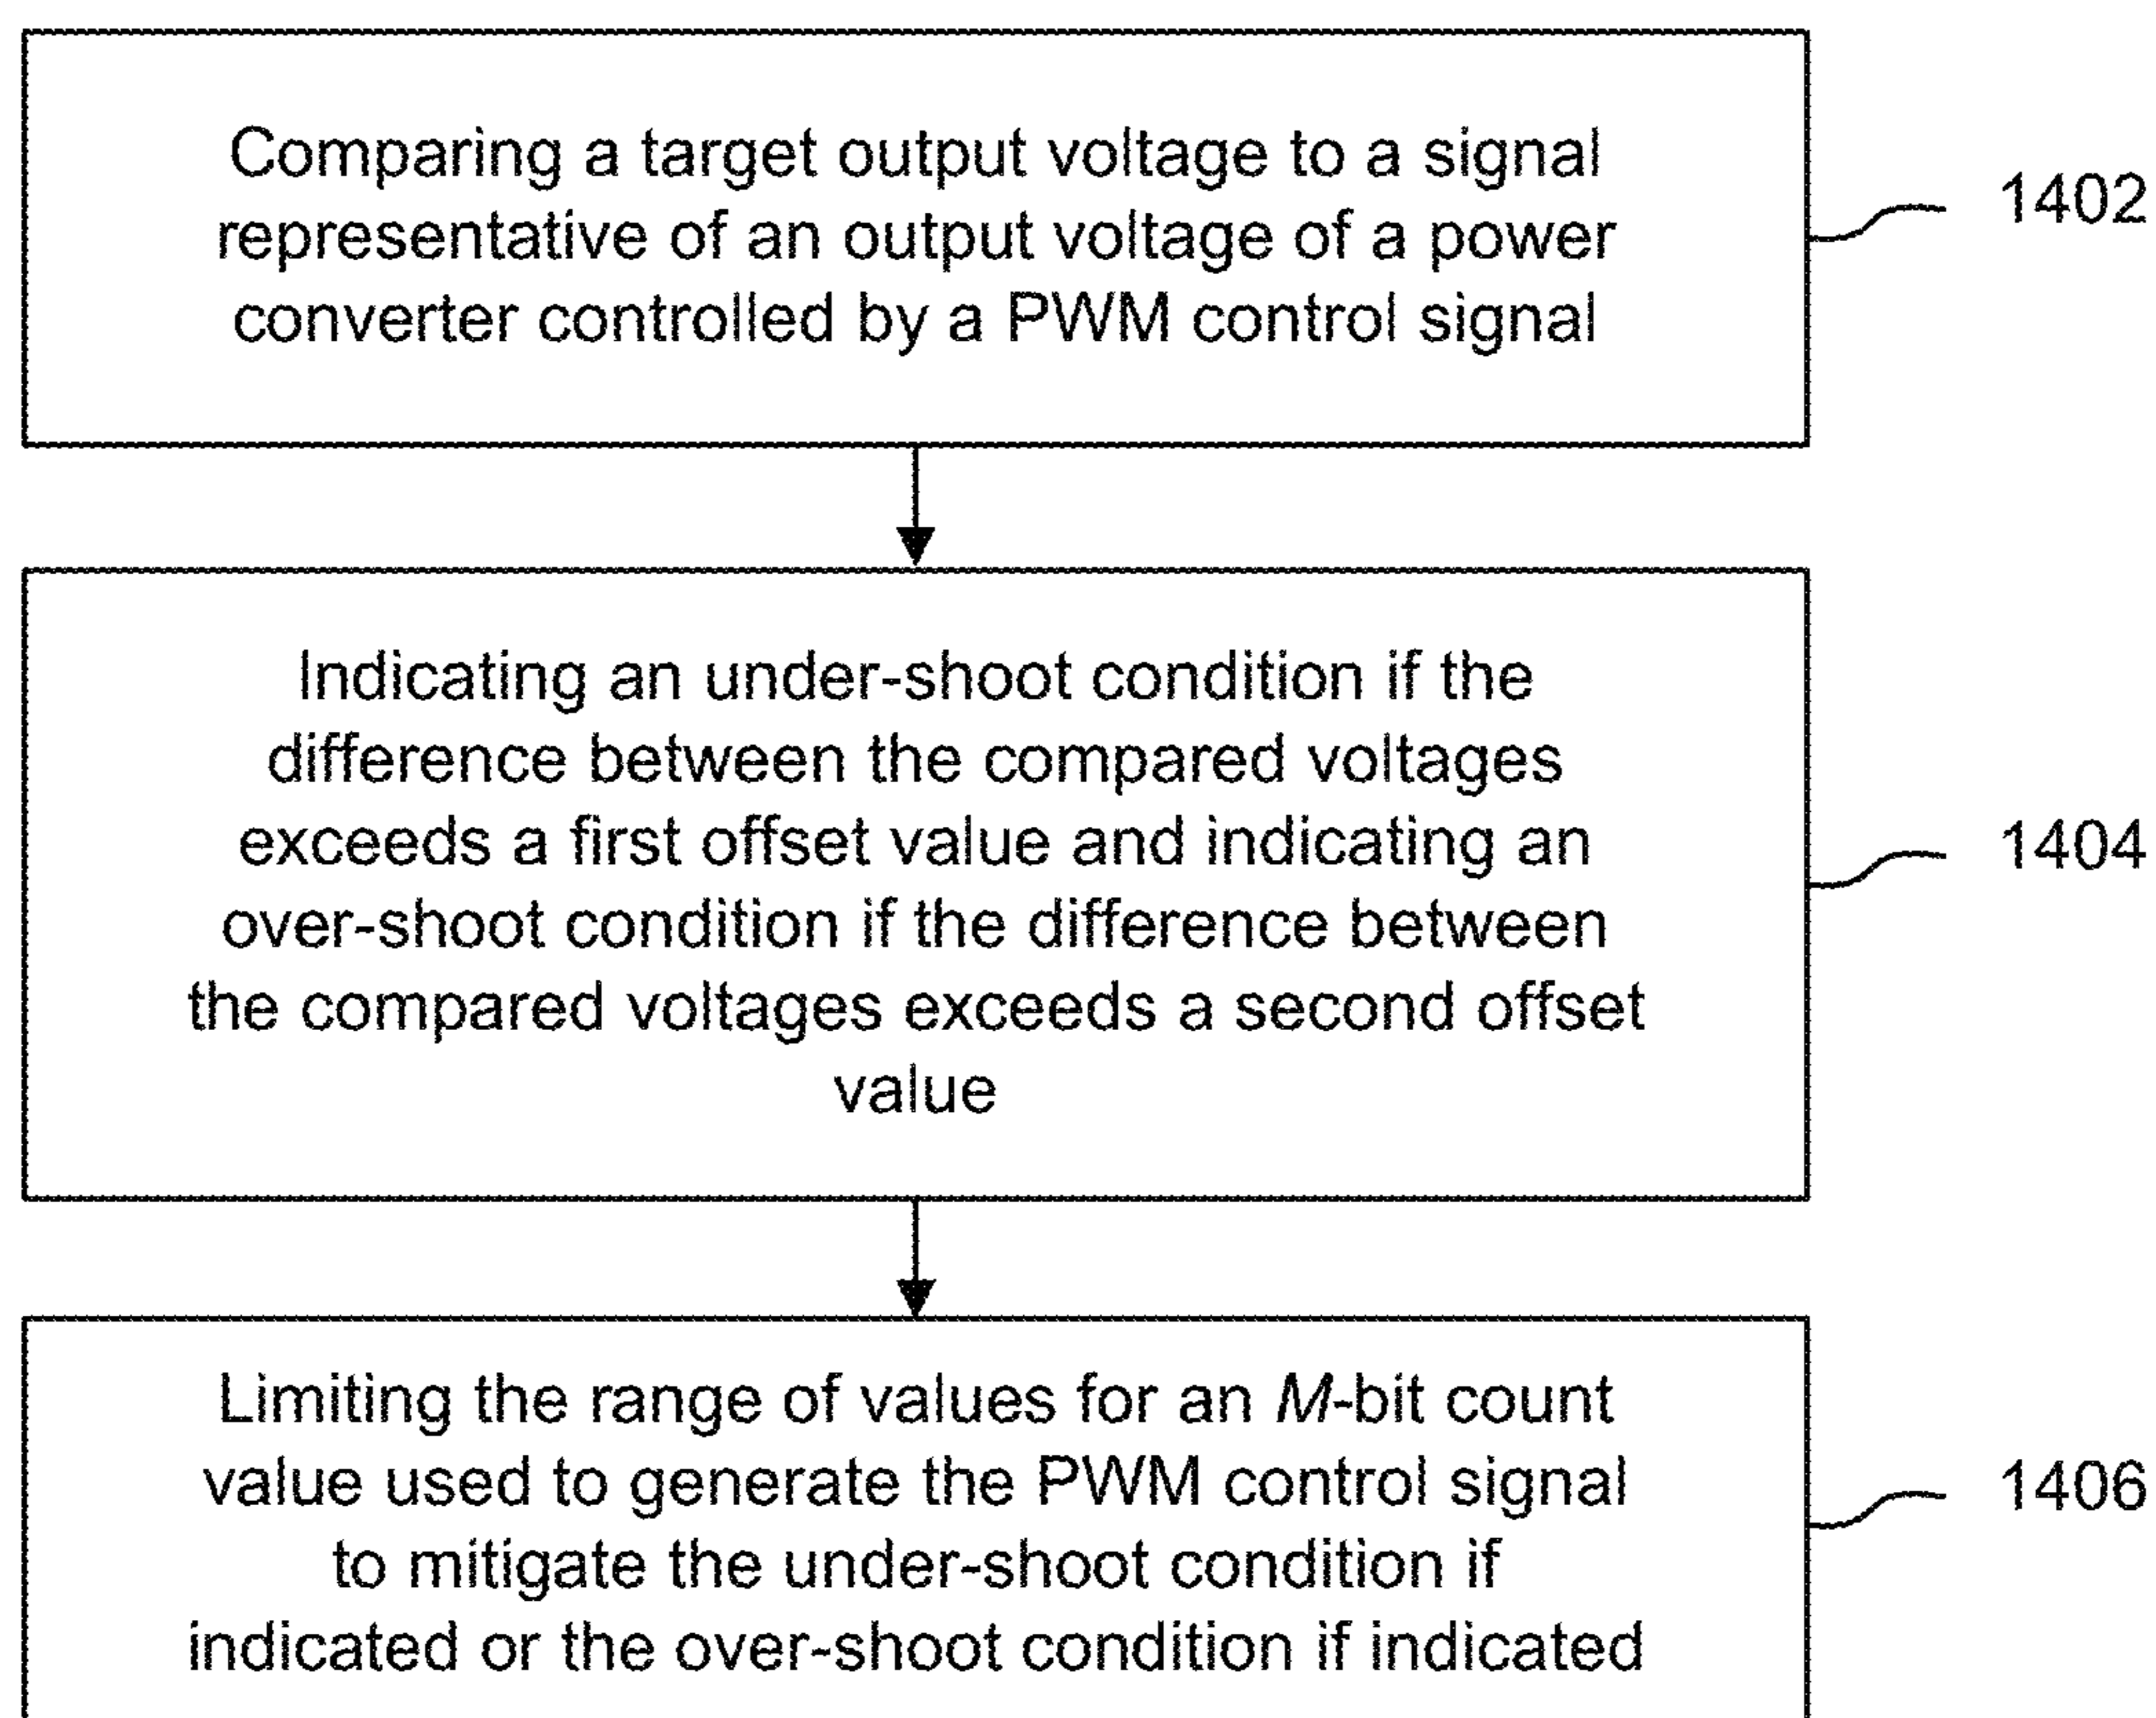 Comparing a target output voltage to a signal
representative of an output voltage of a power
converter controlled by a PWM control signal
1402
Indicating an under-shoot condition if the
difference between the compared voltages
exceeds a first offset value and indicating an
over-shoot condition if the difference between
the compared voltages exceeds a second offset
value
1404
Limiting the range of values for an M-bit count
value used to generate the PWM control signal
to mitigate the under-shoot condition if
indicated or the over-shoot condition if indicated
1406